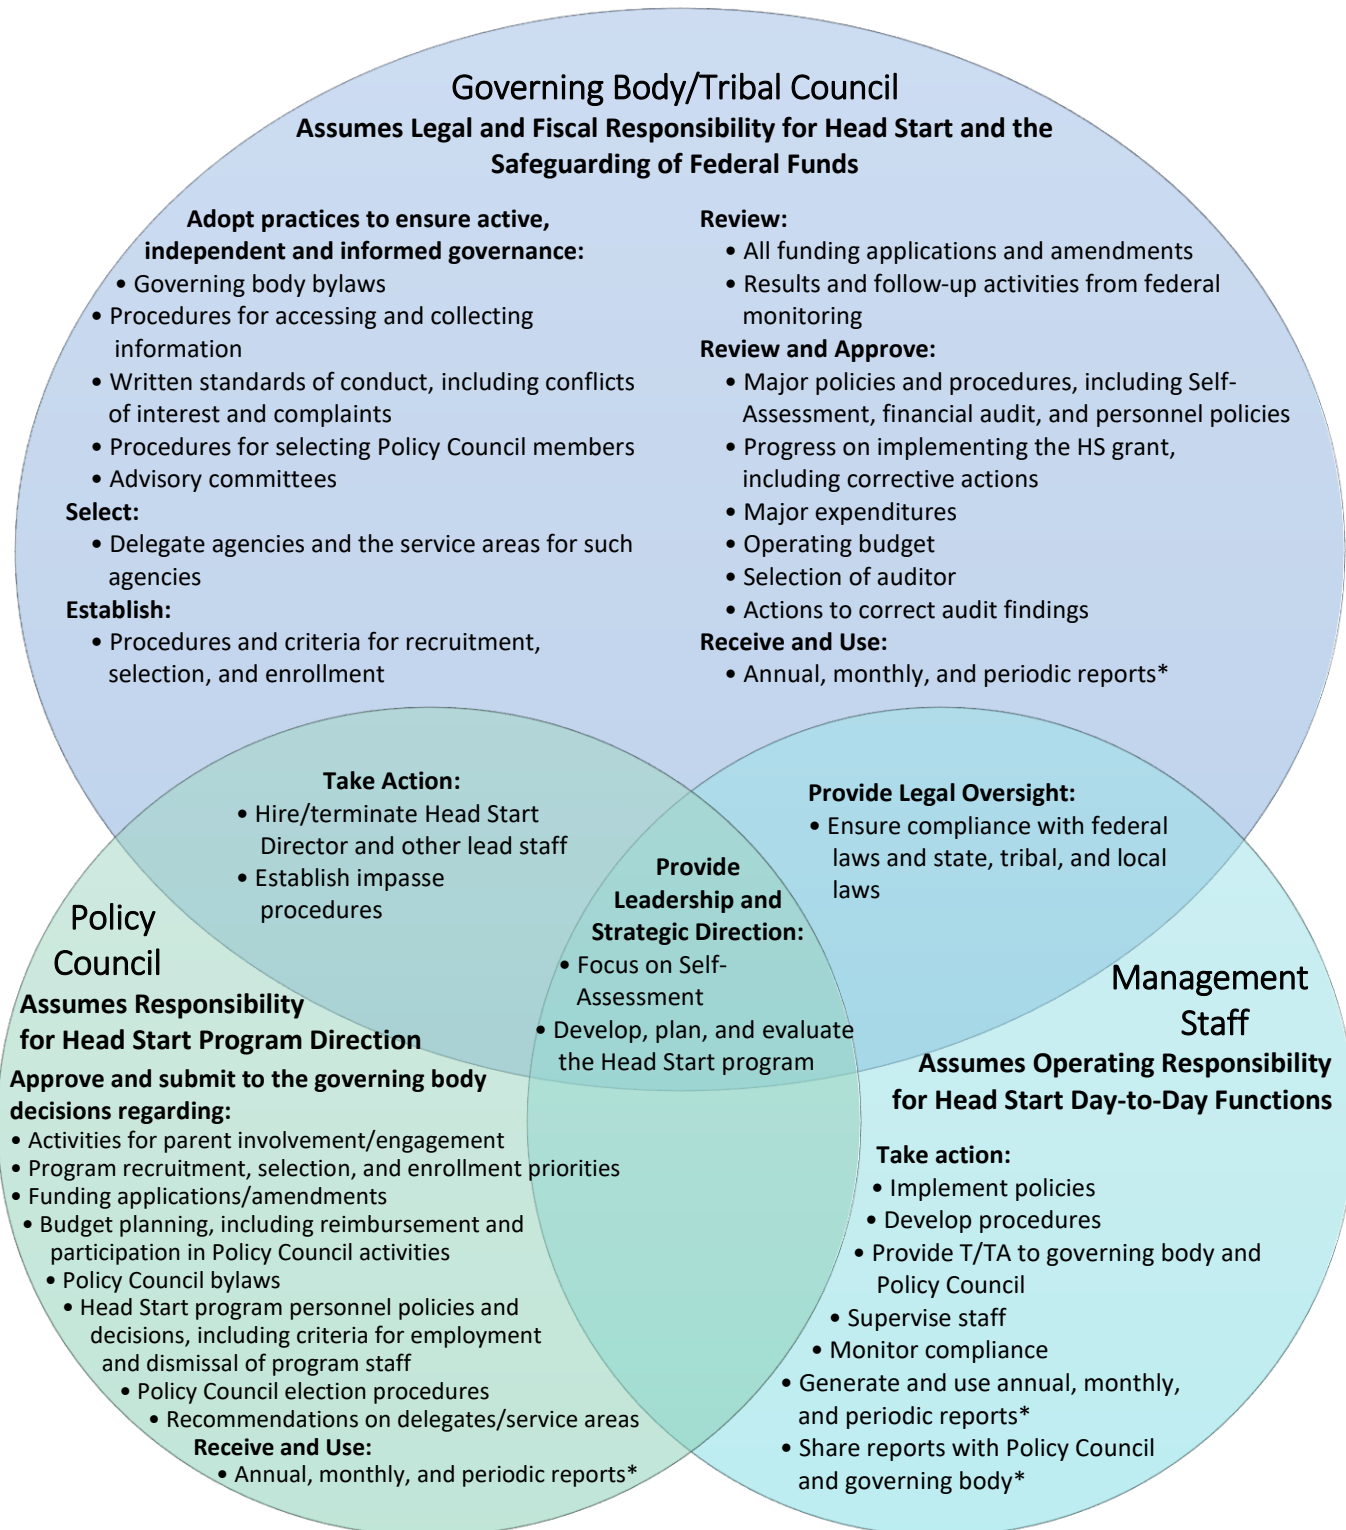 Governing Body/Tribal Council
Assumes Legal and Fiscal Responsibility for Head Start and the
Safeguarding of Federal Funds
Adopt practices to ensure active,
independent and informed governance:
• Governing body bylaws
• Procedures for accessing and collecting
information
• Written standards of conduct, including conflicts
of interest and complaints
• Procedures for selecting Policy Council members
• Advisory committees
Select:
• Delegate agencies and the service areas for such
agencies
Establish:
• Procedures and criteria for recruitment,
selection, and enrollment
Review:
• All funding applications and amendments
• Results and follow-up activities from federal
monitoring
Review and Approve:
• Major policies and procedures, including Self-
Assessment, financial audit, and personnel policies
• Progress on implementing the HS grant,
including corrective actions
• Major expenditures
• Operating budget
• Selection of auditor
• Actions to correct audit findings
Receive and Use:
• Annual, monthly, and periodic reports*
Take Action:
• Hire/terminate Head Start
Director and other lead staff
• Establish impasse
procedures
Provide
Leadership and
Strategic Direction:
• Focus on Self-
Assessment
• Develop, plan, and evaluate
the Head Start program
Provide Legal Oversight:
• Ensure compliance with federal
laws and state, tribal, and local
laws
Policy
Council
Assumes Responsibility
for Head Start Program Direction
Approve and submit to the governing body
decisions regarding:
• Activities for parent involvement/engagement
• Program recruitment, selection, and enrollment priorities
• Funding applications/amendments
• Budget planning, including reimbursement and
participation in Policy Council activities
• Policy Council bylaws
• Head Start program personnel policies and
decisions, including criteria for employment
and dismissal of program staff
• Policy Council election procedures
• Recommendations on delegates/service areas
Receive and Use:
• Annual, monthly, and periodic reports*
Management
Staff
Assumes Operating Responsibility
for Head Start Day-to-Day Functions
Take action:
• Implement policies
• Develop procedures
• Provide T/TA to governing body and
Policy Council
• Supervise staff
• Monitor compliance
• Generate and use annual, monthly,
and periodic reports*
• Share reports with Policy Council
and governing body*